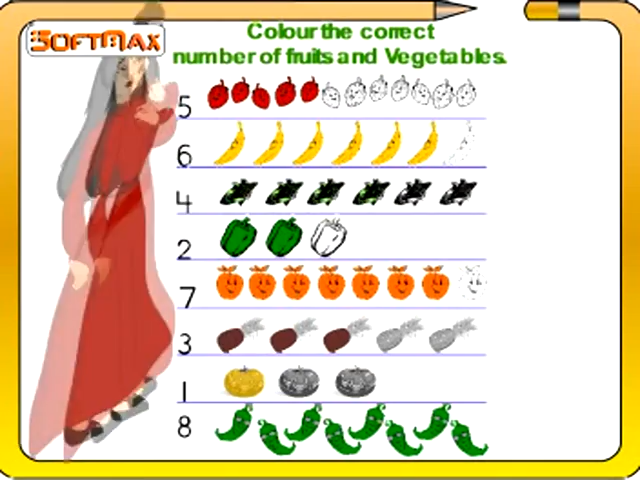 SOFTMAX
Colour the correct
number of fruits and Vegetables.
5
6
4
2
7
3
1
8